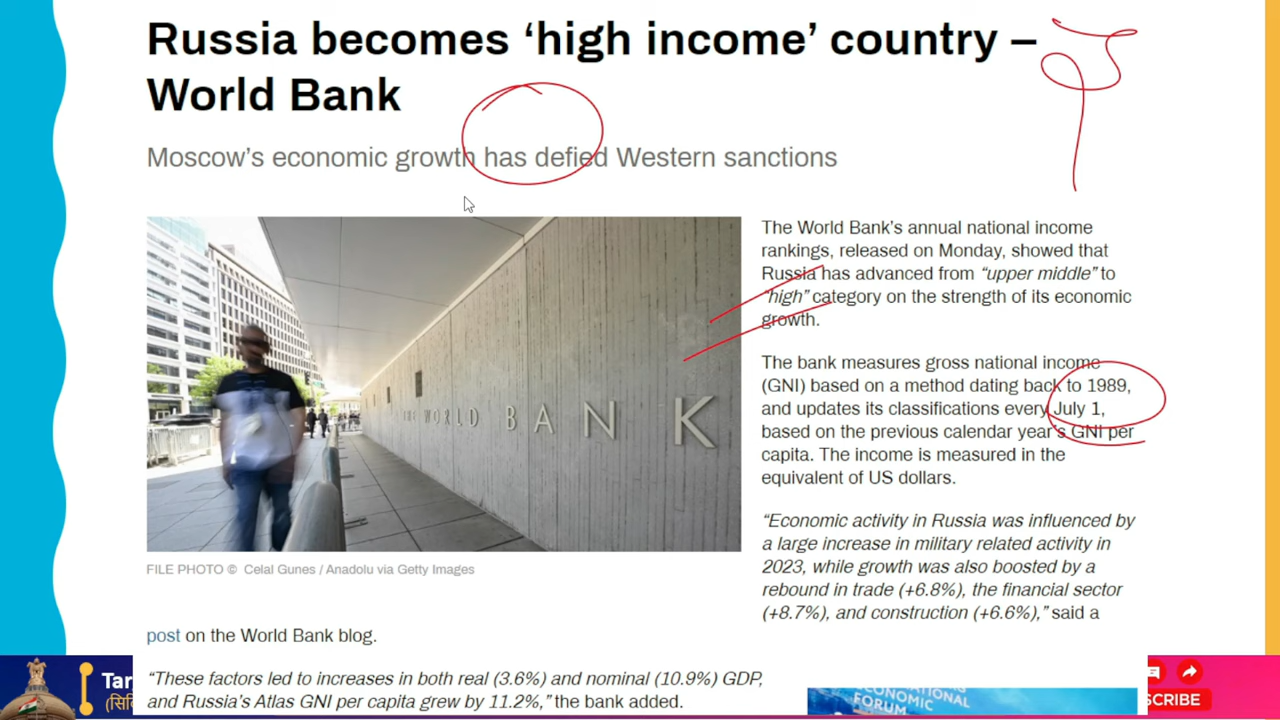 Russia becomes ‘high income’ country –
World Bank
Moscow’s economic growth has defied Western sanctions
THE WORLD BANK
The World Bank’s annual national income
rankings, released on Monday, showed that
Russia has advanced from “upper middle” to
“high” category on the strength of its economic
growth.
The bank measures gross national income
(GNI) based on a method dating back to 1989,
and updates its classifications every July 1,
based on the previous calendar year’s GNI per
capita. The income is measured in the
equivalent of US dollars.
“Economic activity in Russia was influenced by
a large increase in military related activity in
2023, while growth was also boosted by a
rebound in trade (+6.8%), the financial sector
(+8.7%), and construction (+6.6%),” said a
FILE PHOTO © Celal Gunes / Anadolu via Getty Images
post on the World Bank blog.
“These factors led to increases in both real (3.6%) and nominal (10.9%) GDP,
and Russia’s Atlas GNI per capita grew by 11.2%,” the bank added.
ECONOMIC
FORUM